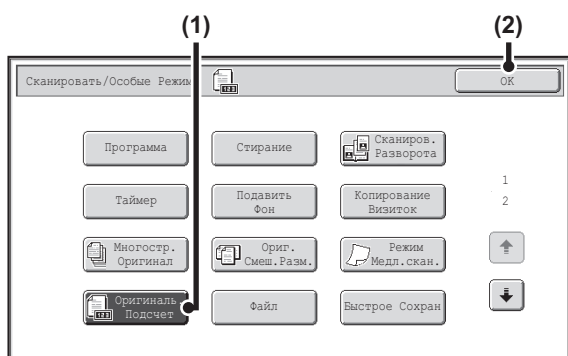 (1) (2)
Сканировать/Особые Режим
OK
Программа
Стирание
Сканиров.
Разворота
Таймер
Подавить
Фон
Копирование
Визиток
Многостр.
Оригинал
Ориг.
Смеш.Разм.
Режим
Медл.скан.
Оригиналь.
Подсчет
Файл
Быстрое Сохран
1
2